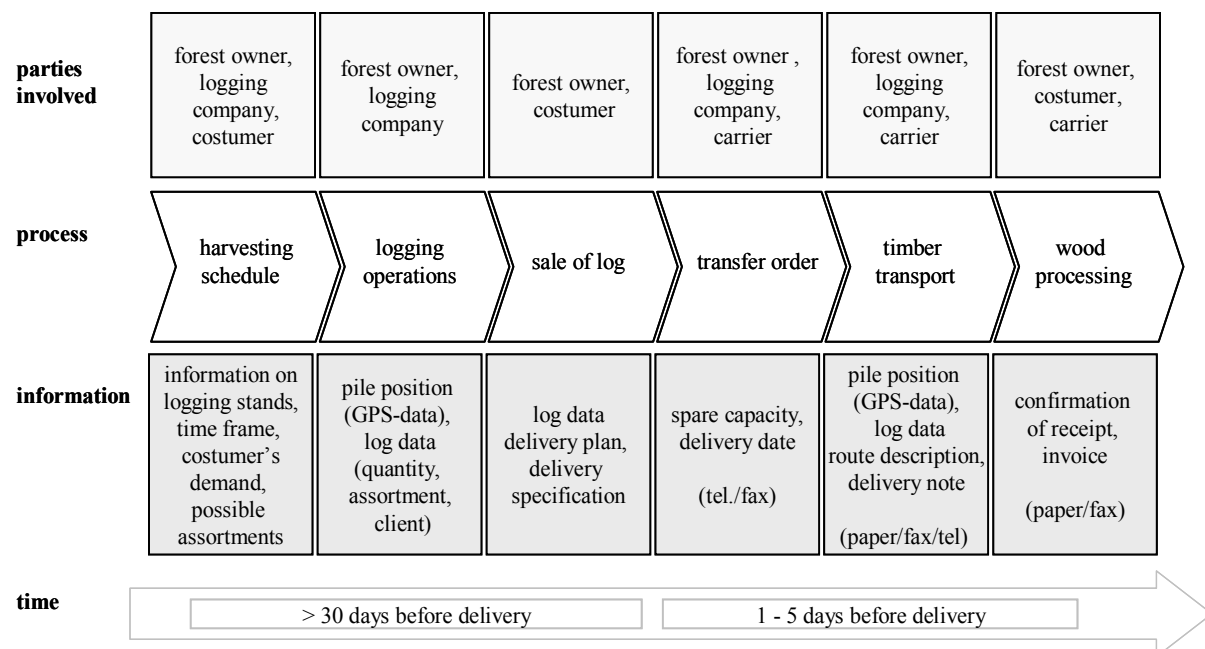 parties
involved
forest owner,
logging
company,
costumer
forest owner,
logging
company
forest owner,
costumer
forest owner ,
logging
company,
carrier
forest owner,
logging
company,
carrier
forest owner,
costumer,
carrier
process
harvesting
schedule
logging
operations
sale of log
transfer order
timber
transport
wood
processing
information
information on
logging stands,
time frame,
costumer’s
demand,
possible
assortments
pile position
(GPS-data),
log data
(quantity,
assortment,
client)
log data
delivery plan,
delivery
specification
spare capacity,
delivery date
(tel./fax)
pile position
(GPS-data),
log data
route description,
delivery note
(paper/fax/tel)
confirmation
of receipt,
invoice
(paper/fax)
time
> 30 days before delivery
1 - 5 days before delivery